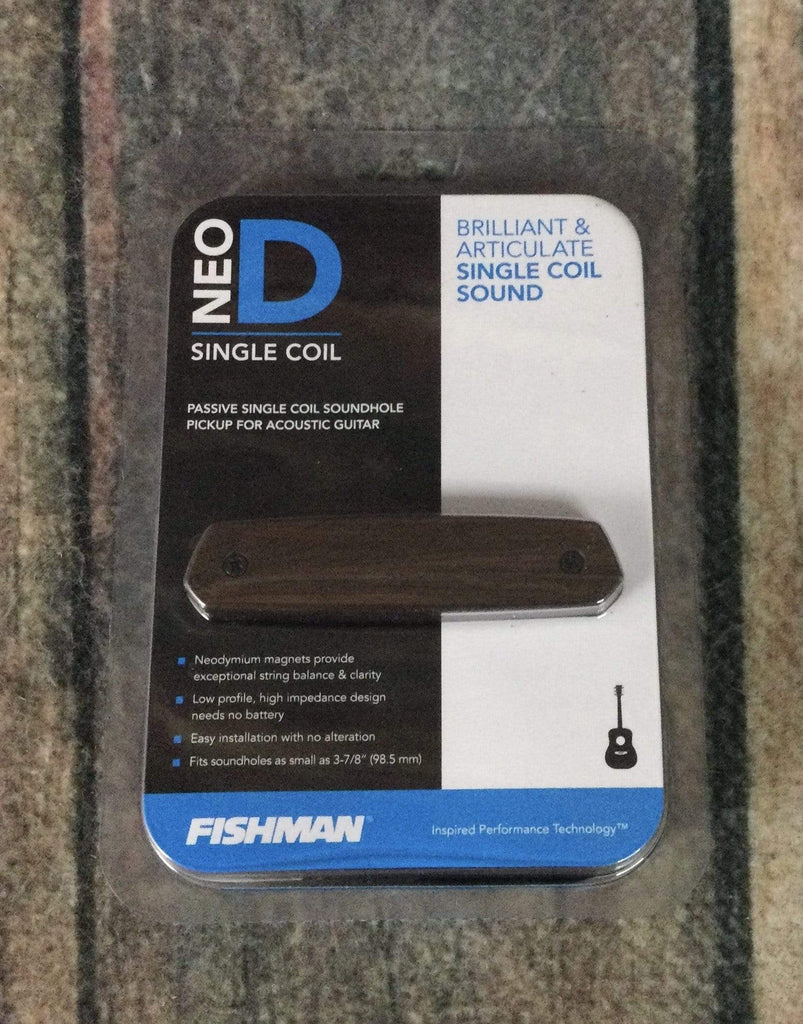 NEO D
SINGLE COIL
BRILLIANT &
ARTICULATE
SINGLE COIL
SOUND
PASSIVE SINGLE COIL SOUNDHOLE
PICKUP FOR ACOUSTIC GUITAR
Neodymium magnets provide
exceptional string balance & clarity
Low profile, high impedance design
needs no battery
Easy installation with no alteration
Fits soundholes as small as 3-7/8" (98.5 mm)
FISHMAN
Inspired Performance Technology™